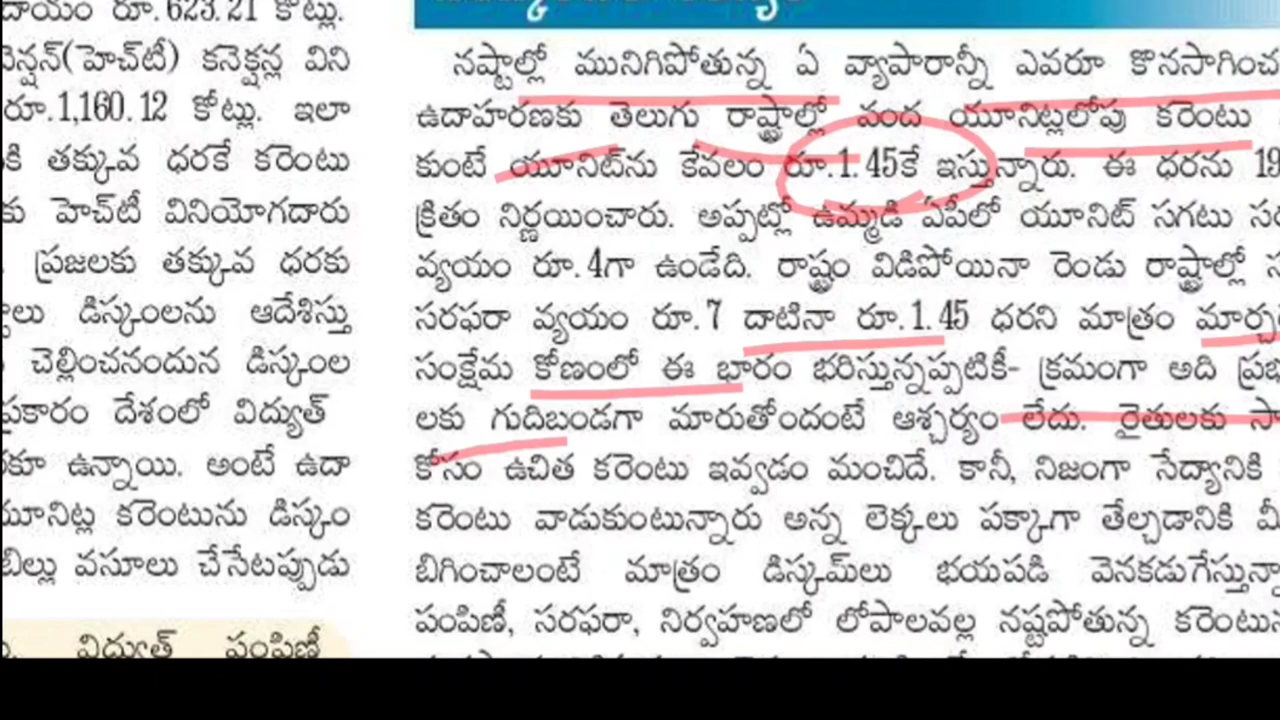 రూ. 623.21 కోట్లు.
(హెచ్‌టీ) కనెక్షన్ల విని
రూ.1,160.12 కోట్లు. ఇలా
తక్కువ ధరకే కరెంటు
హెచ్‌టీ వినియోగదారు
ప్రజలకు తక్కువ ధరకు
డిస్కంలను ఆదేశిస్తు
చెల్లించనందున డిస్కంల
దేశంలో విద్యుత్
ఉన్నాయి. అంటే ఉదా
కరెంటును డిస్కం
బిల్లు వసూలు చేసేటప్పుడు
విద్యుత్ పంపిణీ
నష్టాల్లో మునిగిపోతున్న ఏ వ్యాపారాన్నీ ఎవరూ కొనసాగించ
ఉదాహరణకు తెలుగు రాష్ట్రాల్లో వంద యూనిట్లలోపు కరెంటు
కుంటే యూనిట్‌ను కేవలం రూ.1.45కే ఇస్తున్నారు. ఈ ధరను 19
క్రితం నిర్ణయించారు. అప్పట్లో ఉమ్మడి ఏపీలో యూనిట్ సగటు
వ్యయం రూ.4గా ఉండేది. రాష్ట్రం విడిపోయినా రెండు రాష్ట్రాల్లో
సరఫరా వ్యయం రూ.7 దాటినా రూ.1.45 ధరని మాత్రం మార్చ
సంక్షేమ కోణంలో ఈ భారం భరిస్తున్నప్పటికీ- క్రమంగా అది ప్రభ
లకు గుదిబండగా మారుతోందంటే ఆశ్చర్యం లేదు. రైతులకు సా
కోసం ఉచిత కరెంటు ఇవ్వడం మంచిదే. కానీ, నిజంగా సేద్యానికి
కరెంటు వాడుకుంటున్నారు అన్న లెక్కలు పక్కాగా తేల్చడానికి మీ
బిగించాలంటే మాత్రం డిస్కమ్‌లు భయపడి వెనకడుగేస్తున్నా
పంపిణీ, సరఫరా, నిర్వహణలో లోపాలవల్ల నష్టపోతున్న కరెంటు